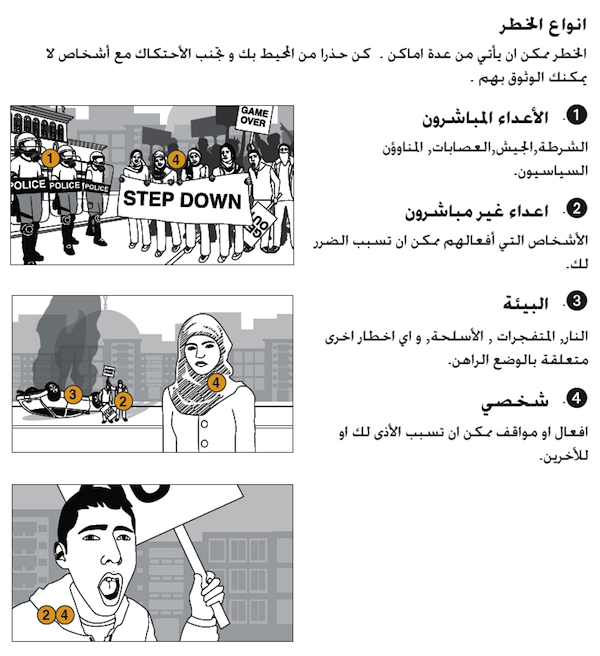 انواع الخطر
الخطر ممكن ان يأتي من عدة اماكن . كن حذرا من المحيط بك و تجنب الأحتكاك مع أشخاص لا
يمكنك الوثوق بهم .
1. الأعداء المباشرون
الشرطة,الجيش,العصابات, المناوؤن
السياسيون.
2. اعداء غير مباشرون
الأشخاص التي أفعالهم ممكن ان تسبب الضرر
لك.
3. البيئة
النار, المتفجرات , الأسلحة, و اي اخطار اخرى
متعلقة بالوضع الراهن.
4. شخصي
افعال او مواقف ممكن ان تسبب الأذى لك او
للأخرين.
GAME
OVER
1
4
POLICE
POLICE
POLICE
STEP DOWN
OUT
4
3
2
2 4